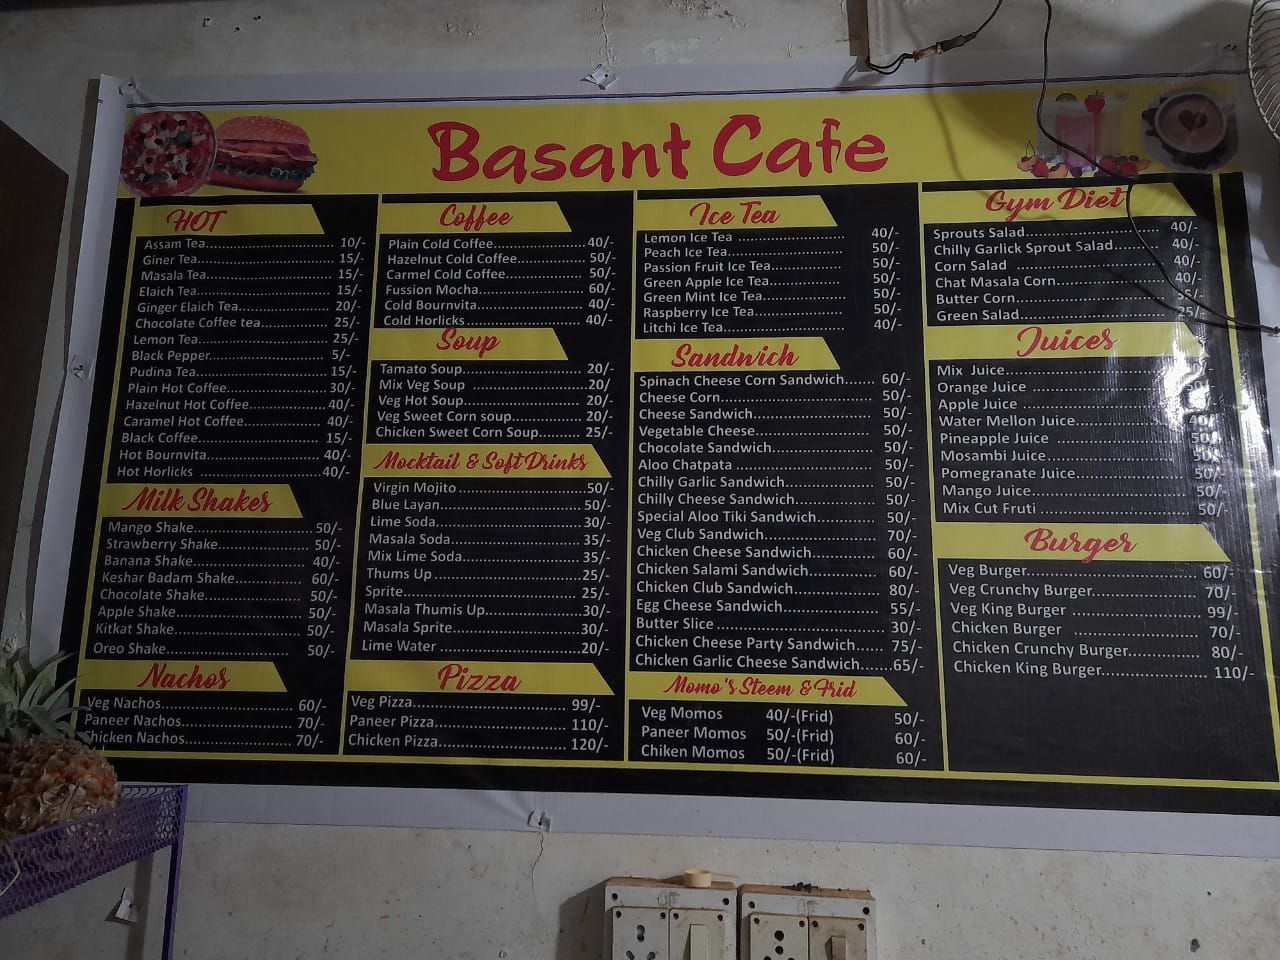 Basant Cafe
HOT
Assam Tea 10/-
Giner Tea 15/-
Masala Tea 15/-
Elaich Tea 15/-
Ginger Elaich Tea 20/-
Chocolate Coffee tea 25/-
Lemon Tea 25/-
Black Pepper 5/-
Pudina Tea 15/-
Plain Hot Coffee 30/-
Hazelnut Hot Coffee 40/-
Caramel Hot Coffee 40/-
Black Coffee 15/-
Hot Bournvita 40/-
Hot Horlicks 40/-
Milk Shakes
Mango Shake 50/-
Strawberry Shake 50/-
Banana Shake 40/-
Keshar Badam Shake 60/-
Chocolate Shake 50/-
Apple Shake 50/-
Kitkat Shake 50/-
Oreo Shake 50/-
Nachos
Veg Nachos 60/-
Paneer Nachos 70/-
Chicken Nachos 70/-
Coffee
Plain Cold Coffee 40/-
Hazelnut Cold Coffee 50/-
Carmel Cold Coffee 50/-
Fussion Mocha 60/-
Cold Bournvita 40/-
Cold Horlicks 40/-
Soup
Tamato Soup 20/-
Mix Veg Soup 20/
Veg Hot Soup 20/-
Veg Sweet Corn soup 20/-
Chicken Sweet Corn Soup 25/-
Mocktail & Soft Drinks
Virgin Mojito 50/-
Blue Layan 50/-
Lime Soda 30/-
Masala Soda 35/-
Mix Lime Soda 35/-
Thums Up 25/-
Sprite 25/-
Masala Thumis Up 30/-
Masala Sprite 30/-
Lime Water 20/-
Pizza
Veg Pizza 99/-
Paneer Pizza 110/-
Chicken Pizza 120/-
Ice Tea
Lemon Ice Tea 40/-
Peach Ice Tea 50/-
Passion Fruit Ice Tea 50/-
Green Apple Ice Tea 50/-
Green Mint Ice Tea 50/-
Raspberry Ice Tea 50/-
Litchi Ice Tea 40/-
Sandwich
Spinach Cheese Corn Sandwich 60/-
Cheese Corn 50/-
Cheese Sandwich 50/-
Vegetable Cheese 50/-
Chocolate Sandwich 50/-
Aloo Chatpata 50/-
Chilly Garlic Sandwich 50/-
Chilly Cheese Sandwich 50/-
Special Aloo Tiki Sandwich 50/-
Veg Club Sandwich 70/-
Chicken Cheese Sandwich 60/-
Chicken Salami Sandwich 60/-
Chicken Club Sandwich 80/-
Egg Cheese Sandwich 55/-
Butter Slice 30/-
Chicken Cheese Party Sandwich 75/-
Chicken Garlic Cheese Sandwich 65/-
Momo's Steem & Frid
Veg Momos 40/-(Frid) 50/-
Paneer Momos 50/-(Frid) 60/-
Chiken Momos 50/-(Frid) 60/-
Gym Diet
Sprouts Salad 40/-
Chilly Garlick Sprout Salad 40/-
Corn Salad 40/-
Chat Masala Corn 40/-
Butter Corn
Green Salad 25/-
Juices
Mix Juice
Orange Juice
Apple Juice
Water Mellon Juice
Pineapple Juice 50/-
Mosambi Juice 50/-
Pomegranate Juice 50/-
Mango Juice 50/-
Mix Cut Fruti 50/-
Burger
Veg Burger 60/-
Veg Crunchy Burger 70/-
Veg King Burger 99/-
Chicken Burger 70/-
Chicken Crunchy Burger 80/-
Chicken King Burger 110/-